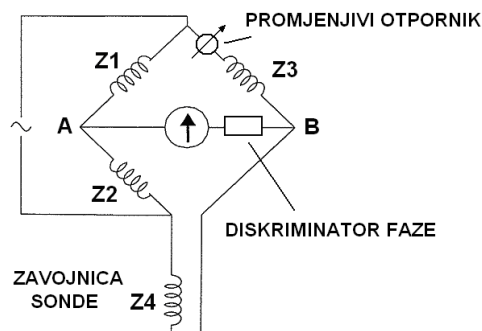 PROMJENJIVI OTPORNIK
Z1
Z3
~
A
B
Z2
DISKRIMINATOR FAZE
ZAVOJNICA
SONDE
Z4